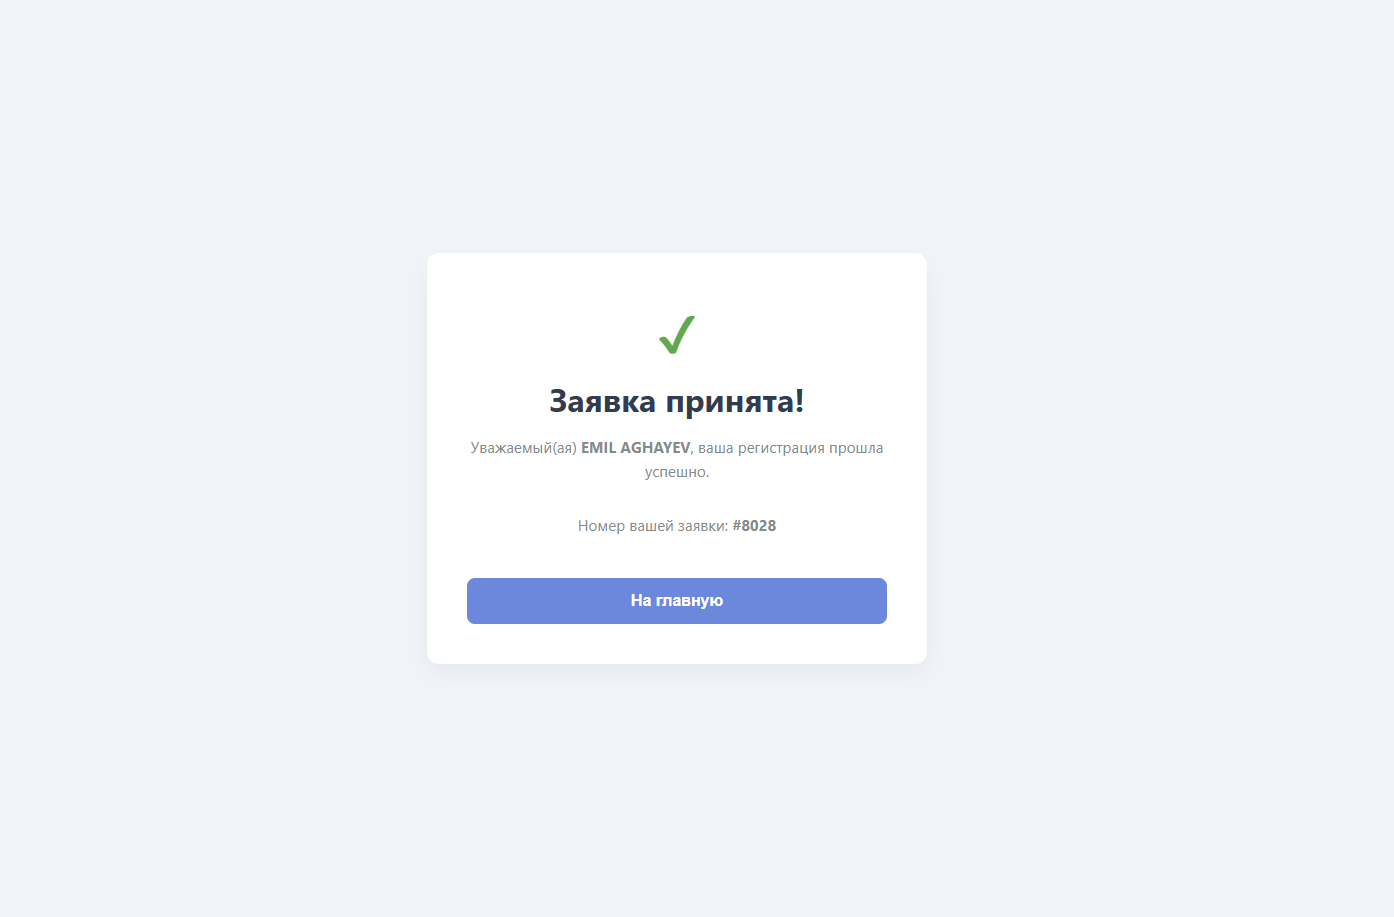 Заявка принята!
Уважаемый(ая) EMIL AGHAYEV, ваша регистрация прошла
успешно.
Номер вашей заявки: #8028
На главную